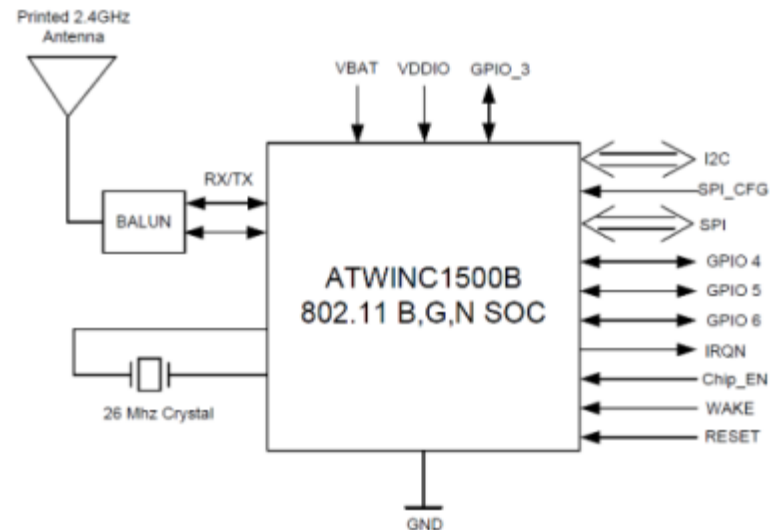 Printed 2.4GHz
Antenna
VBAT
VDDIO
GPIO_3
RX/TX
BALUN
I2C
SPI_CFG
SPI
ATWINC1500B
802.11 B,G,N SOC
GPIO 4
GPIO 5
GPIO 6
IRQN
Chip_EN
WAKE
RESET
26 Mhz Crystal
GND